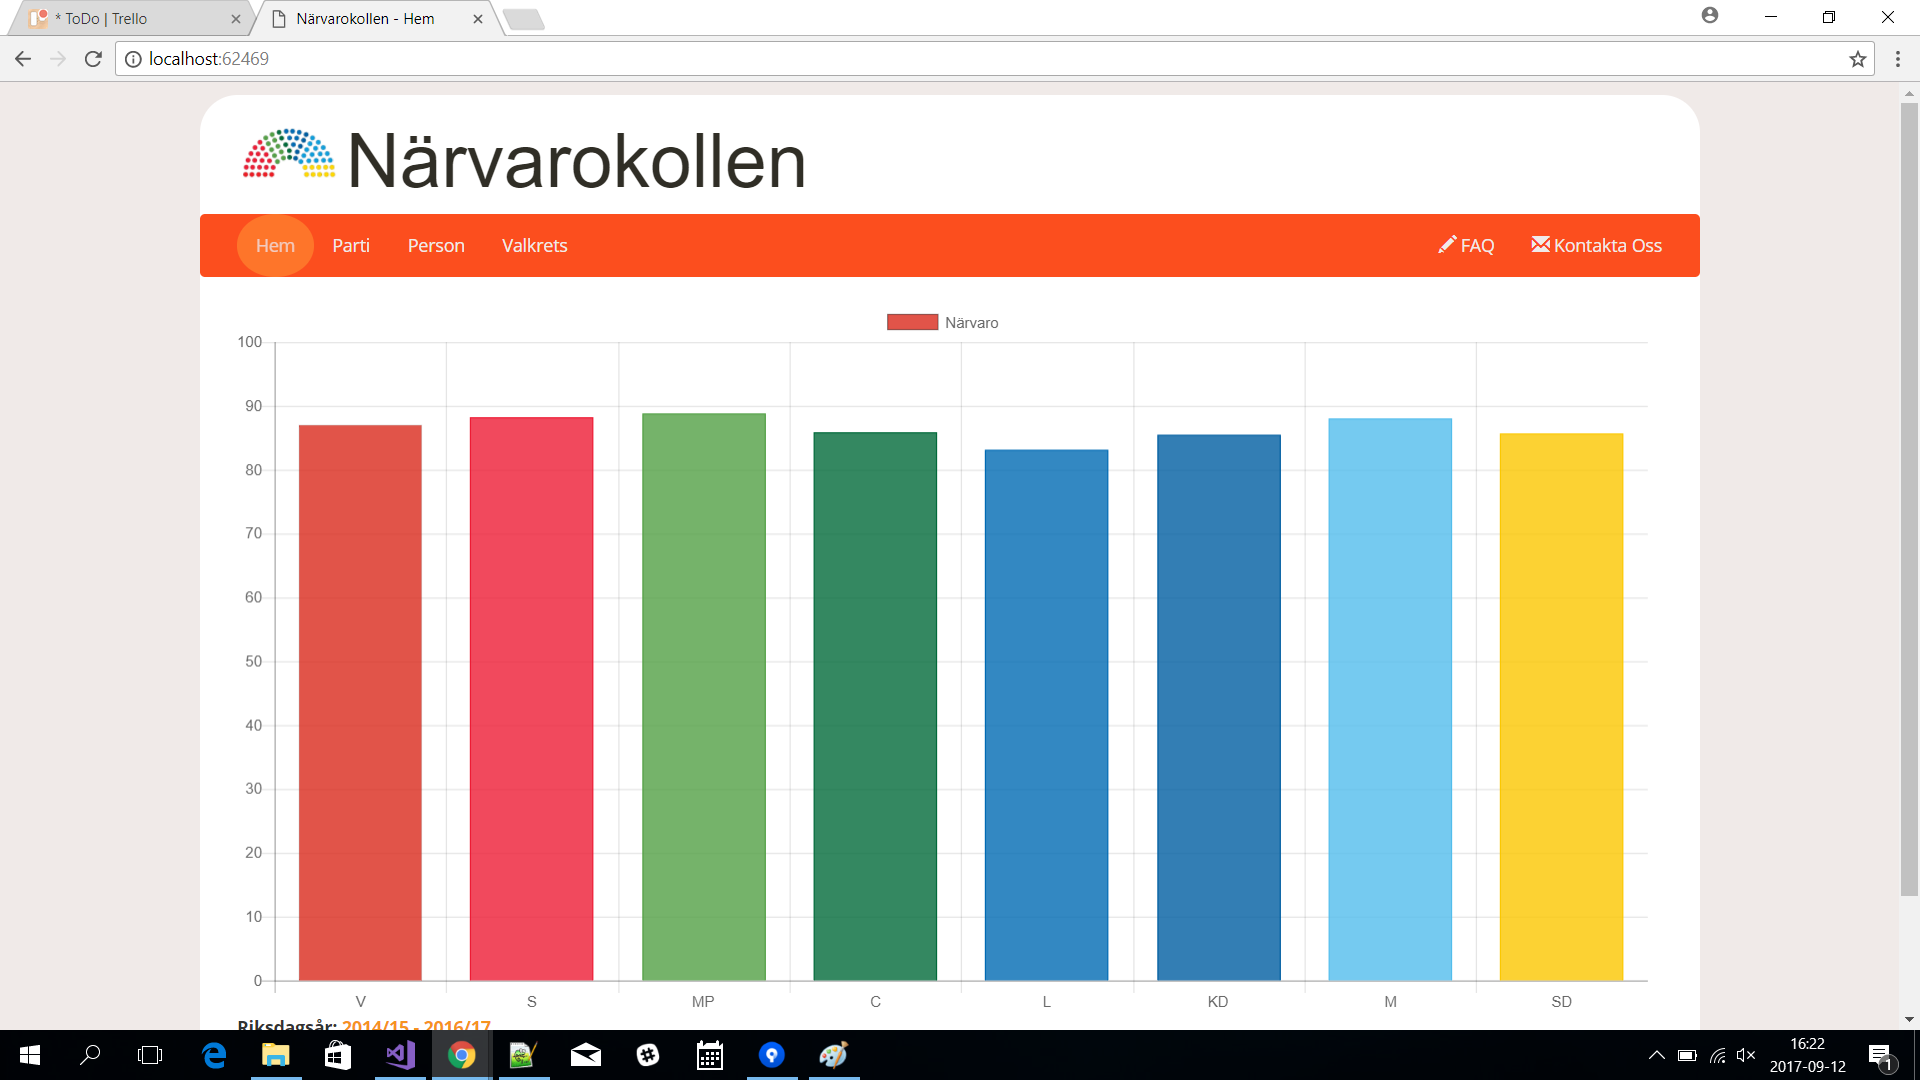 * ToDo | Trello
Närvarokollen - Hem
localhost:62469
Närvarokollen
Hem
Parti
Person
Valkrets
FAQ
Kontakta Oss
Närvaro
100
90
80
70
60
50
40
30
20
10
0
V
S
MP
C
L
KD
M
SD
Riksdagsår: 2014/15 - 2016/17
16:22
2017-09-12
1